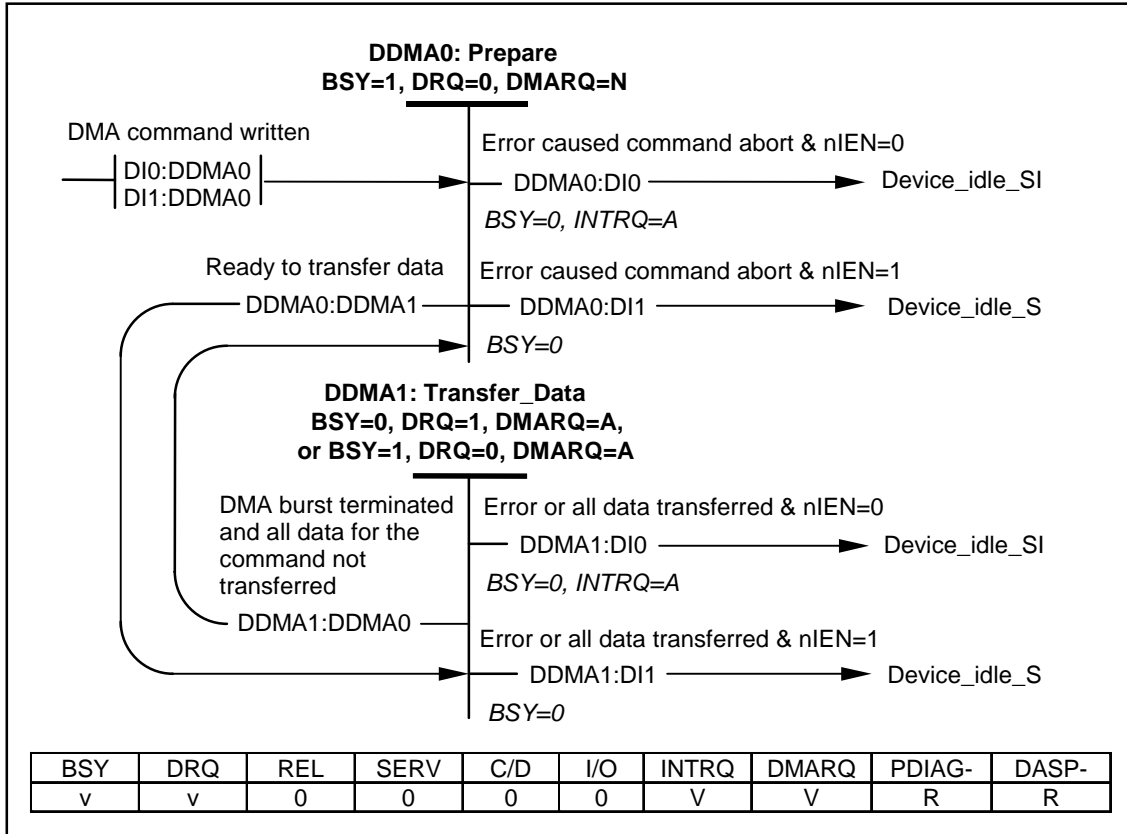 DDMA0: Prepare
BSY=1, DRQ=0, DMARQ=N
DMA command written
DI0:DDMA0
DI1:DDMA0
Error caused command abort & nIEN=0
DDMA0:DI0
Device_idle_SI
BSY=0, INTRQ=A
Ready to transfer data
DDMA0:DDMA1
Error caused command abort & nIEN=1
DDMA0:DI1
Device_idle_S
BSY=0
DDMA1: Transfer_Data
BSY=0, DRQ=1, DMARQ=A,
or BSY=1, DRQ=0, DMARQ=A
DMA burst terminated
and all data for the
command not
transferred
DDMA1:DDMA0
Error or all data transferred & nIEN=0
DDMA1:DI0
Device_idle_SI
BSY=0, INTRQ=A
Error or all data transferred & nIEN=1
DDMA1:DI1
Device_idle_S
BSY=0
BSY DRQ REL SERV C/D I/O INTRQ DMARQ PDIAG- DASP-
v v 0 0 0 0 V V R R